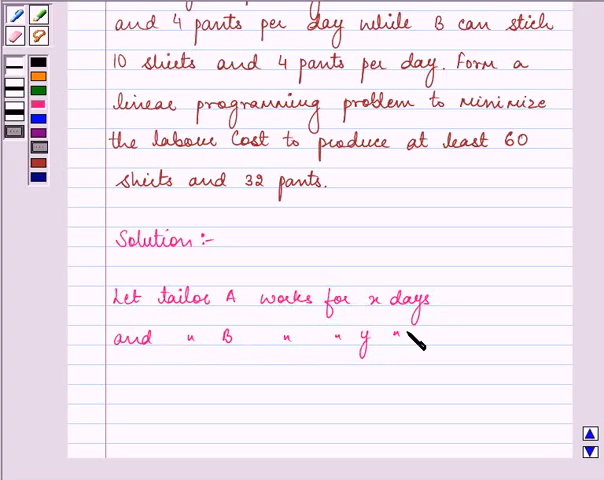 and 4 pants per day while B can stich
10 shirts and 4 pants per day. Form a
linear programming problem to minimize
the labour Cost to produce at least 60
shirts and 32 pants.
Solution :-
Let tailor A works for x days
and " B " " y "